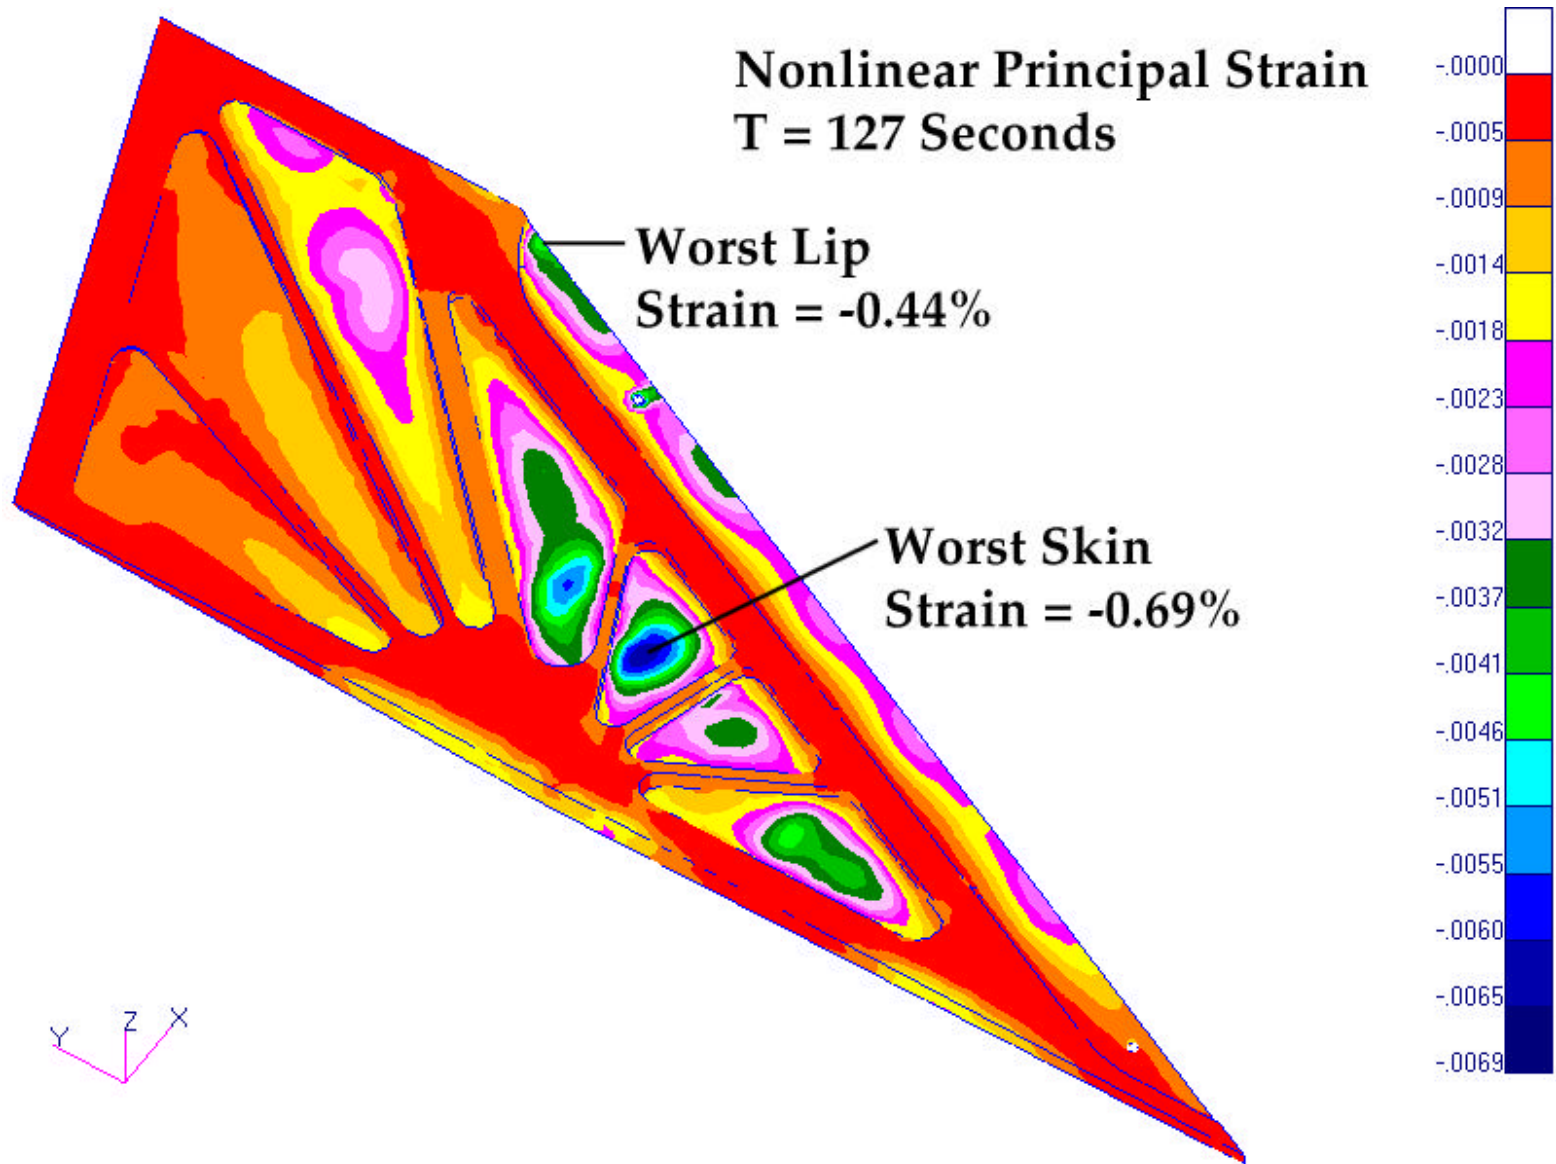 Nonlinear Principal Strain
T = 127 Seconds
Worst Lip
Strain = -0.44%
Worst Skin
Strain = -0.69%
-.0000
-.0005
-.0009
-.0014
-.0018
-.0023
-.0028
-.0032
-.0037
-.0041
-.0046
-.0051
-.0055
-.0060
-.0065
-.0069
Y Z X